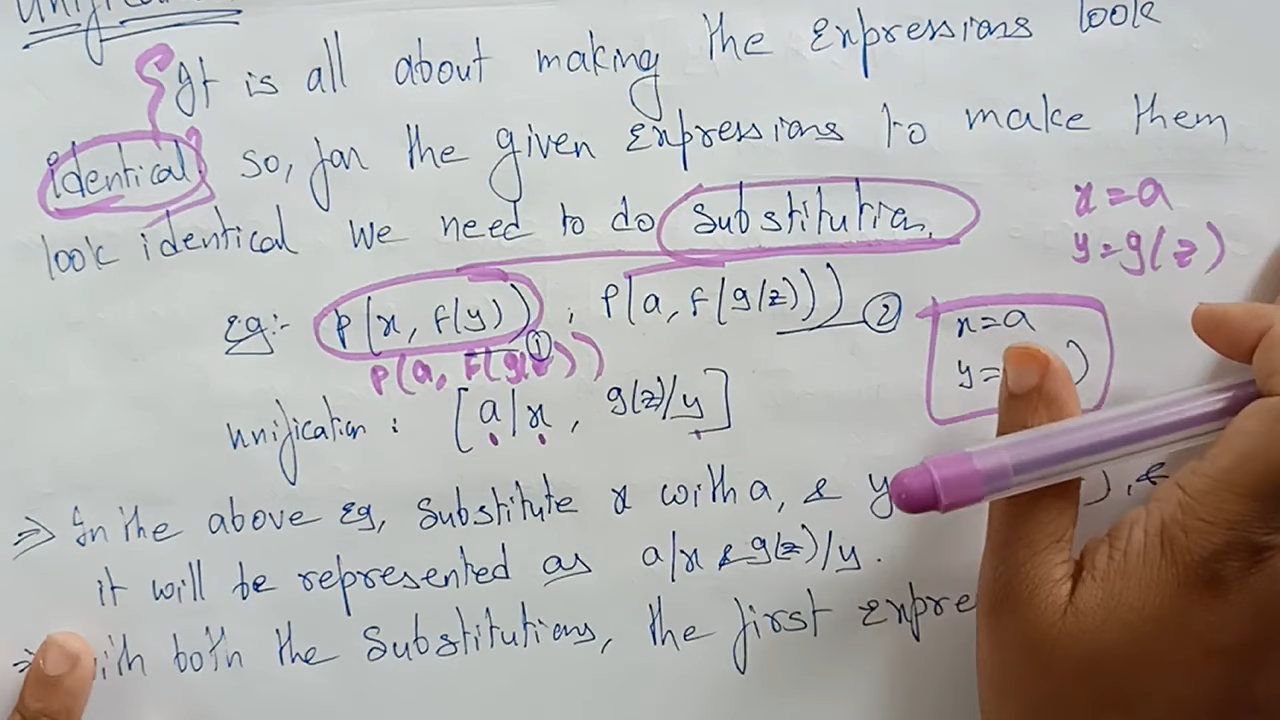 It is all about making the expressions look
identical. so, for the given expressions to make them
look identical we need to do substitution.
x=a
y=g(z)
Eg:- P(x, F(y)) ; P(a, F(g(z))) ②
①
P(a, F(g(z)))
x=a
y= )
unification : [a/x, g(z)/y]
⇒ In the above Eg, substitute x with a, & y ), &
it will be represented as a/x & g(z)/y.
⇒ with both the substitutions, the first